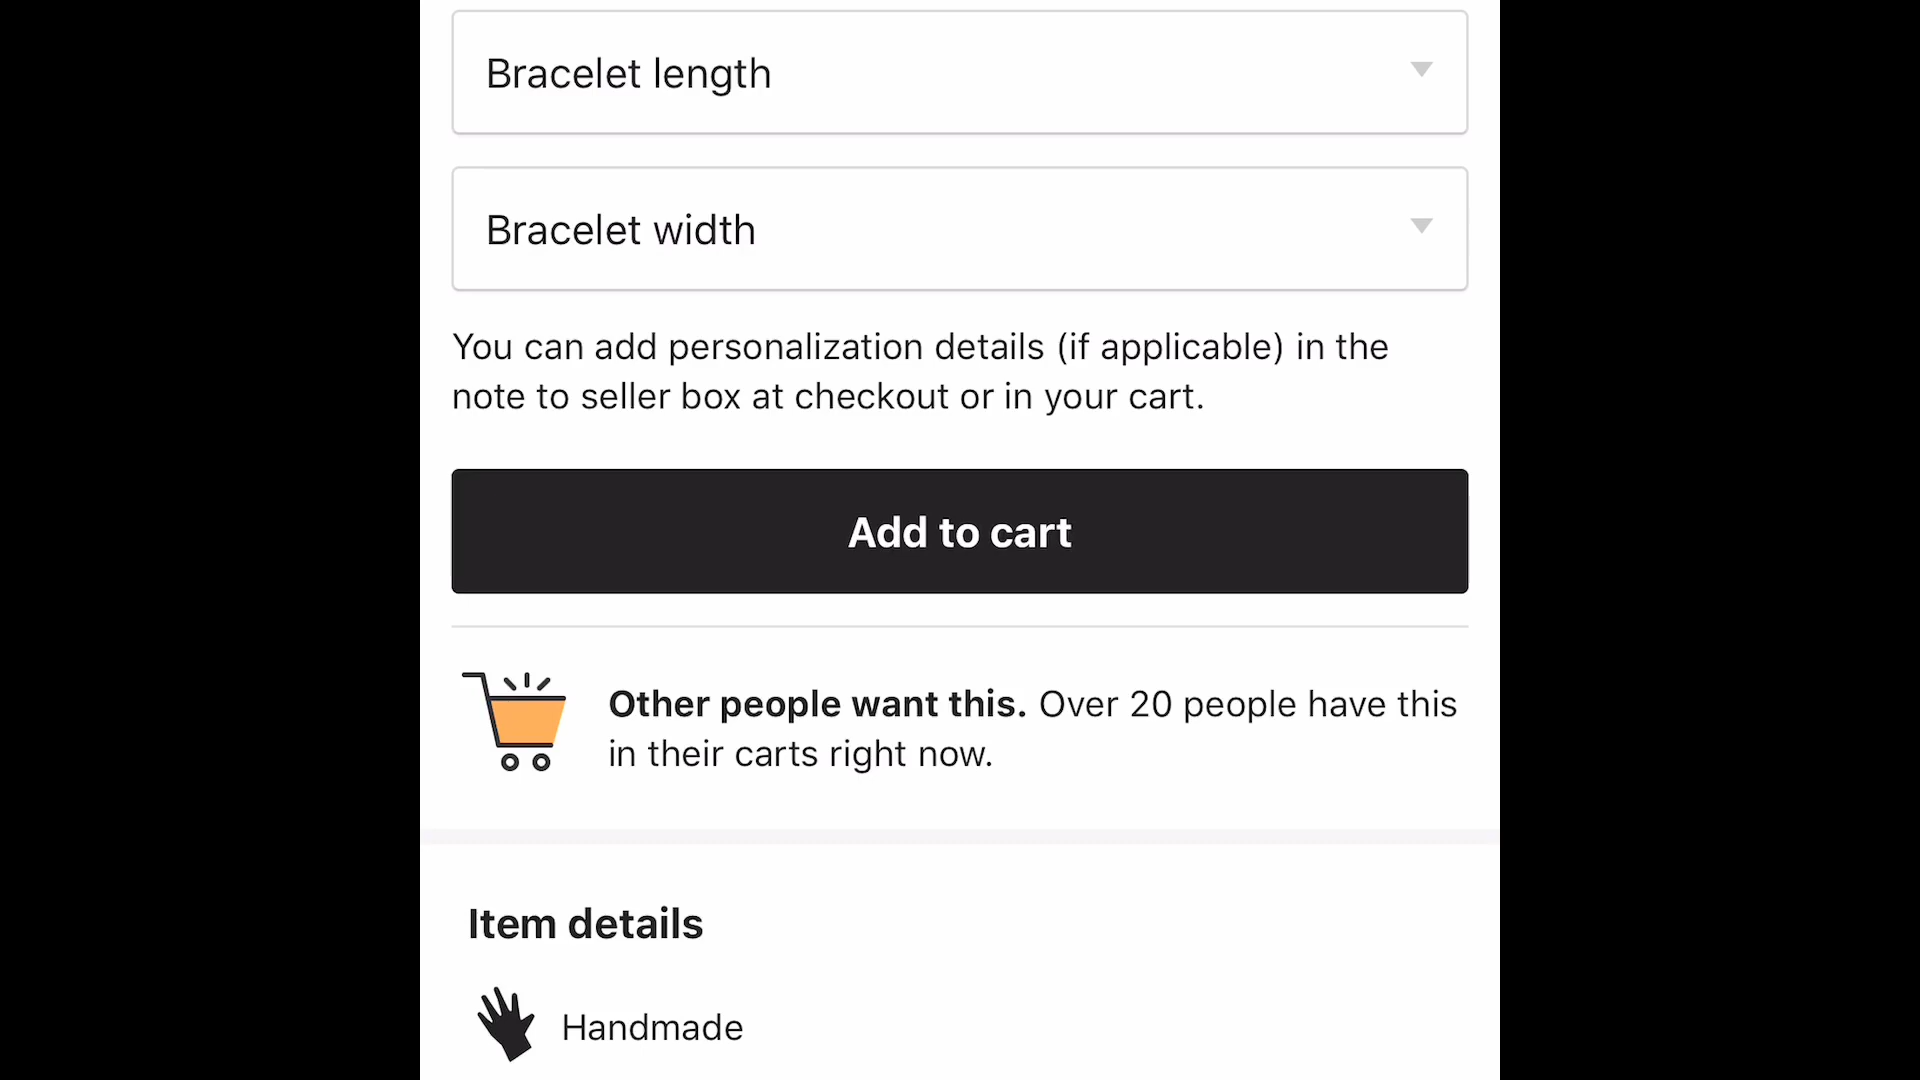 Bracelet length
Bracelet width
You can add personalization details (if applicable) in the
note to seller box at checkout or in your cart.
Add to cart
Other people want this. Over 20 people have this
in their carts right now.
Item details
Handmade